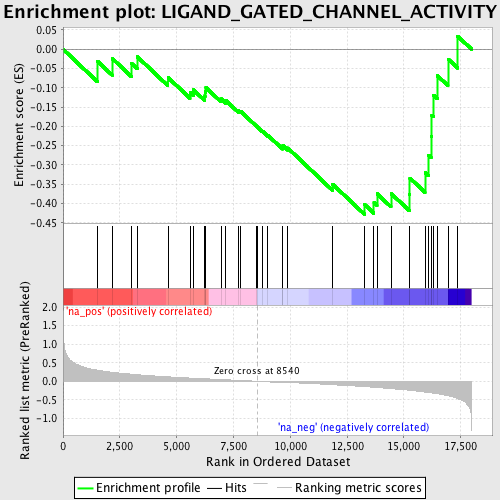 Enrichment plot: LIGAND_GATED_CHANNEL_ACTIVITY
Enrichment score (ES)
0.05
0.00
-0.05
-0.10
-0.15
-0.20
-0.25
-0.30
-0.35
-0.40
-0.45
'na_pos' (positively correlated)
Ranked list metric (PreRanked)
2.0
1.5
1.0
0.5
0.0
-0.5
-1.0
Zero cross at 8540
'na_neg' (negatively correlated)
0
2,500
5,000
7,500
10,000
12,500
15,000
17,500
Rank in Ordered Dataset
Enrichment profile
Hits
Ranking metric scores